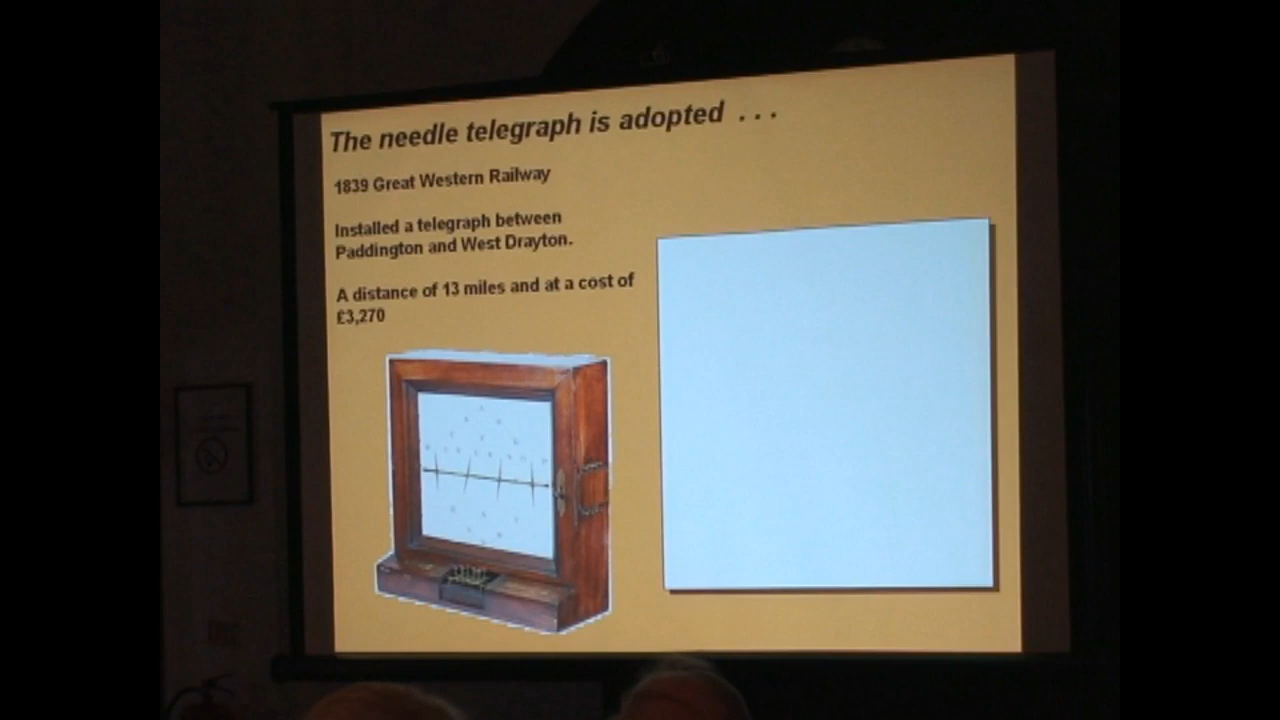 The needle telegraph is adopted . . .
1839 Great Western Railway
Installed a telegraph between
Paddington and West Drayton.
A distance of 13 miles and at a cost of
£3,270